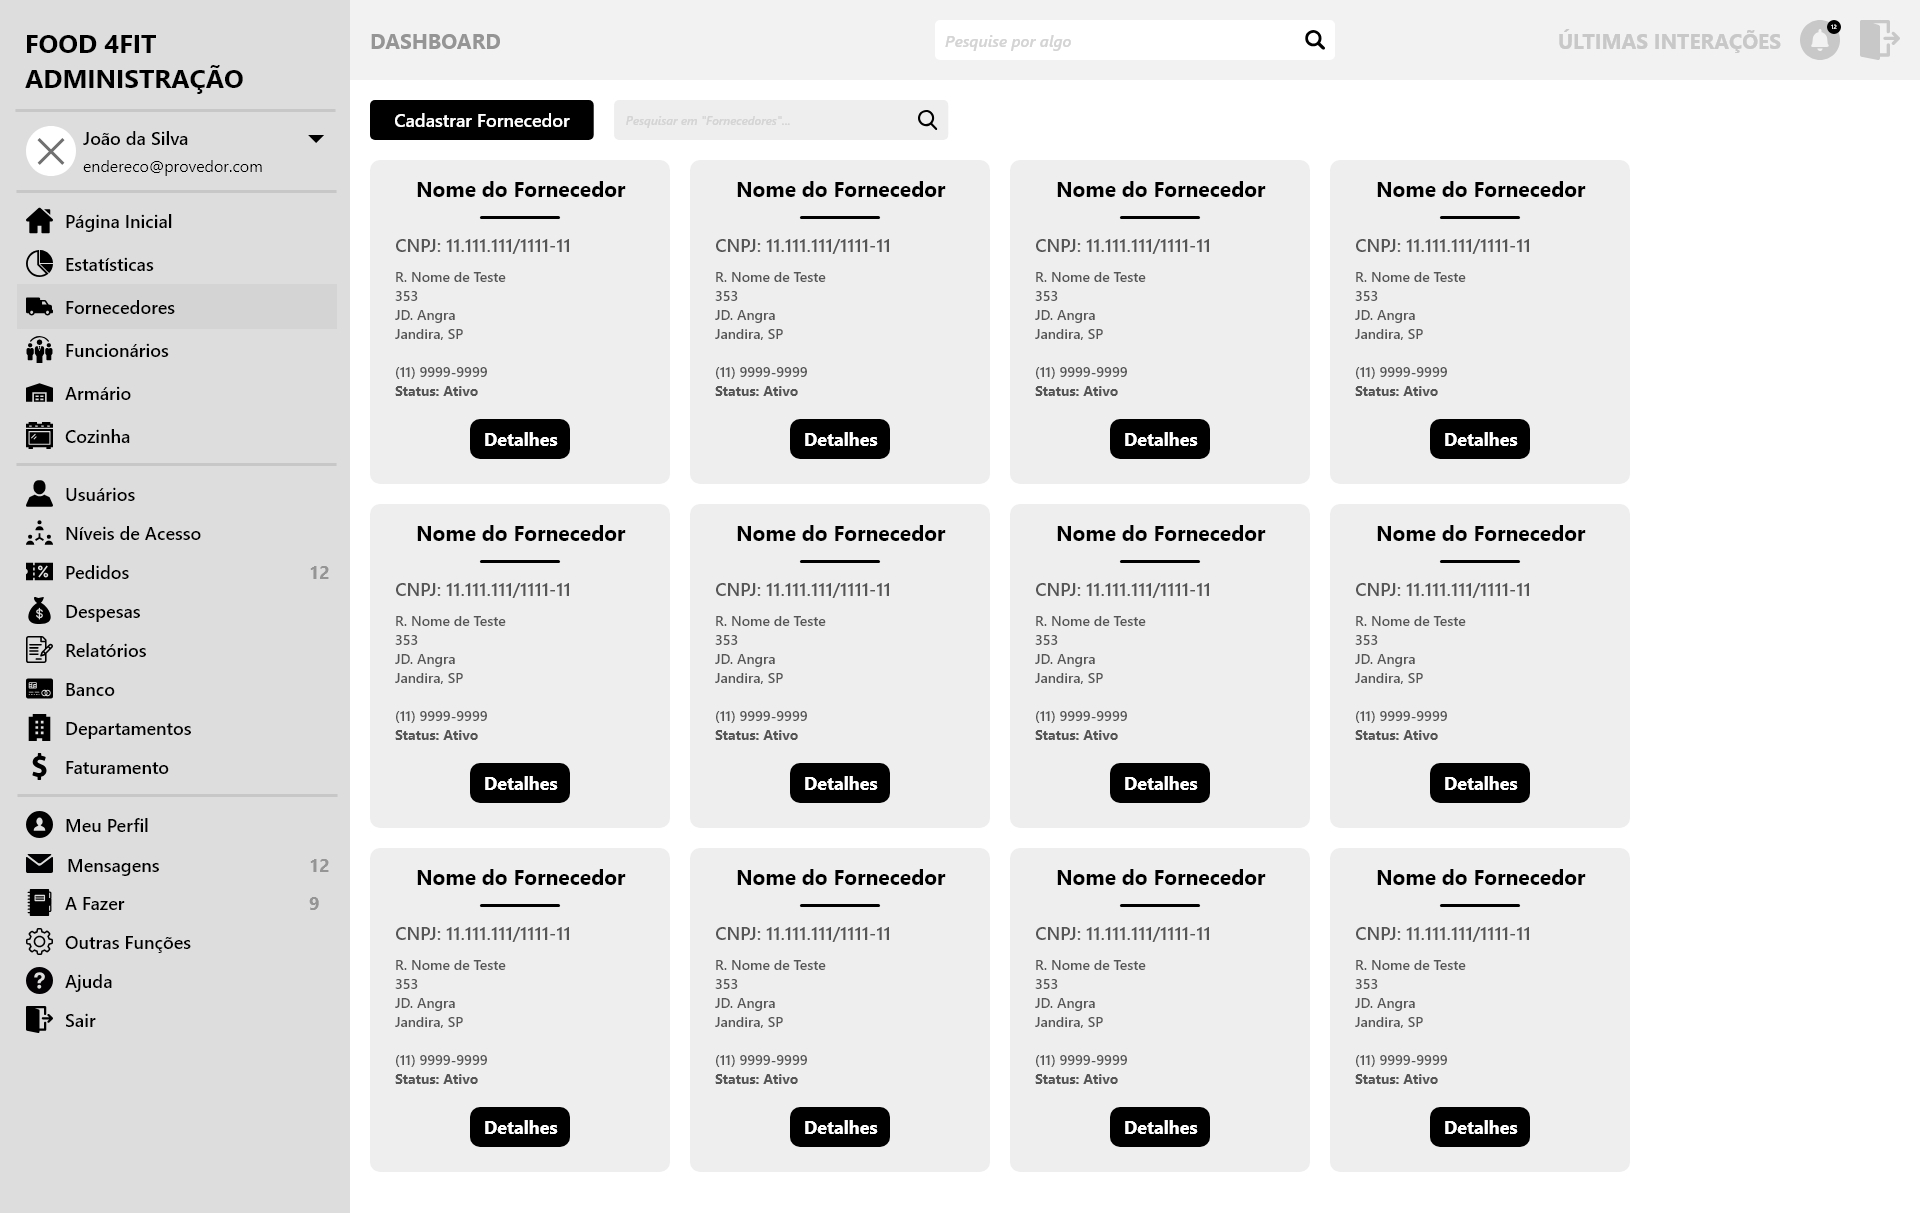 FOOD 4FIT
ADMINISTRAÇÃO
João da Silva
endereco@provedor.com
Página Inicial
Estatísticas
Fornecedores
Funcionários
Armário
Cozinha
Usuários
Níveis de Acesso
Pedidos 12
Despesas
Relatórios
Banco
Departamentos
Faturamento
Meu Perfil
Mensagens 12
A Fazer 9
Outras Funções
Ajuda
Sair
DASHBOARD
Pesquise por algo
ÚLTIMAS INTERAÇÕES
12
Cadastrar Fornecedor
Pesquisar em "Fornecedores"...
Nome do Fornecedor
CNPJ: 11.111.111/1111-11
R. Nome de Teste
353
JD. Angra
Jandira, SP
(11) 9999-9999
Status: Ativo
Detalhes
Nome do Fornecedor
CNPJ: 11.111.111/1111-11
R. Nome de Teste
353
JD. Angra
Jandira, SP
(11) 9999-9999
Status: Ativo
Detalhes
Nome do Fornecedor
CNPJ: 11.111.111/1111-11
R. Nome de Teste
353
JD. Angra
Jandira, SP
(11) 9999-9999
Status: Ativo
Detalhes
Nome do Fornecedor
CNPJ: 11.111.111/1111-11
R. Nome de Teste
353
JD. Angra
Jandira, SP
(11) 9999-9999
Status: Ativo
Detalhes
Nome do Fornecedor
CNPJ: 11.111.111/1111-11
R. Nome de Teste
353
JD. Angra
Jandira, SP
(11) 9999-9999
Status: Ativo
Detalhes
Nome do Fornecedor
CNPJ: 11.111.111/1111-11
R. Nome de Teste
353
JD. Angra
Jandira, SP
(11) 9999-9999
Status: Ativo
Detalhes
Nome do Fornecedor
CNPJ: 11.111.111/1111-11
R. Nome de Teste
353
JD. Angra
Jandira, SP
(11) 9999-9999
Status: Ativo
Detalhes
Nome do Fornecedor
CNPJ: 11.111.111/1111-11
R. Nome de Teste
353
JD. Angra
Jandira, SP
(11) 9999-9999
Status: Ativo
Detalhes
Nome do Fornecedor
CNPJ: 11.111.111/1111-11
R. Nome de Teste
353
JD. Angra
Jandira, SP
(11) 9999-9999
Status: Ativo
Detalhes
Nome do Fornecedor
CNPJ: 11.111.111/1111-11
R. Nome de Teste
353
JD. Angra
Jandira, SP
(11) 9999-9999
Status: Ativo
Detalhes
Nome do Fornecedor
CNPJ: 11.111.111/1111-11
R. Nome de Teste
353
JD. Angra
Jandira, SP
(11) 9999-9999
Status: Ativo
Detalhes
Nome do Fornecedor
CNPJ: 11.111.111/1111-11
R. Nome de Teste
353
JD. Angra
Jandira, SP
(11) 9999-9999
Status: Ativo
Detalhes